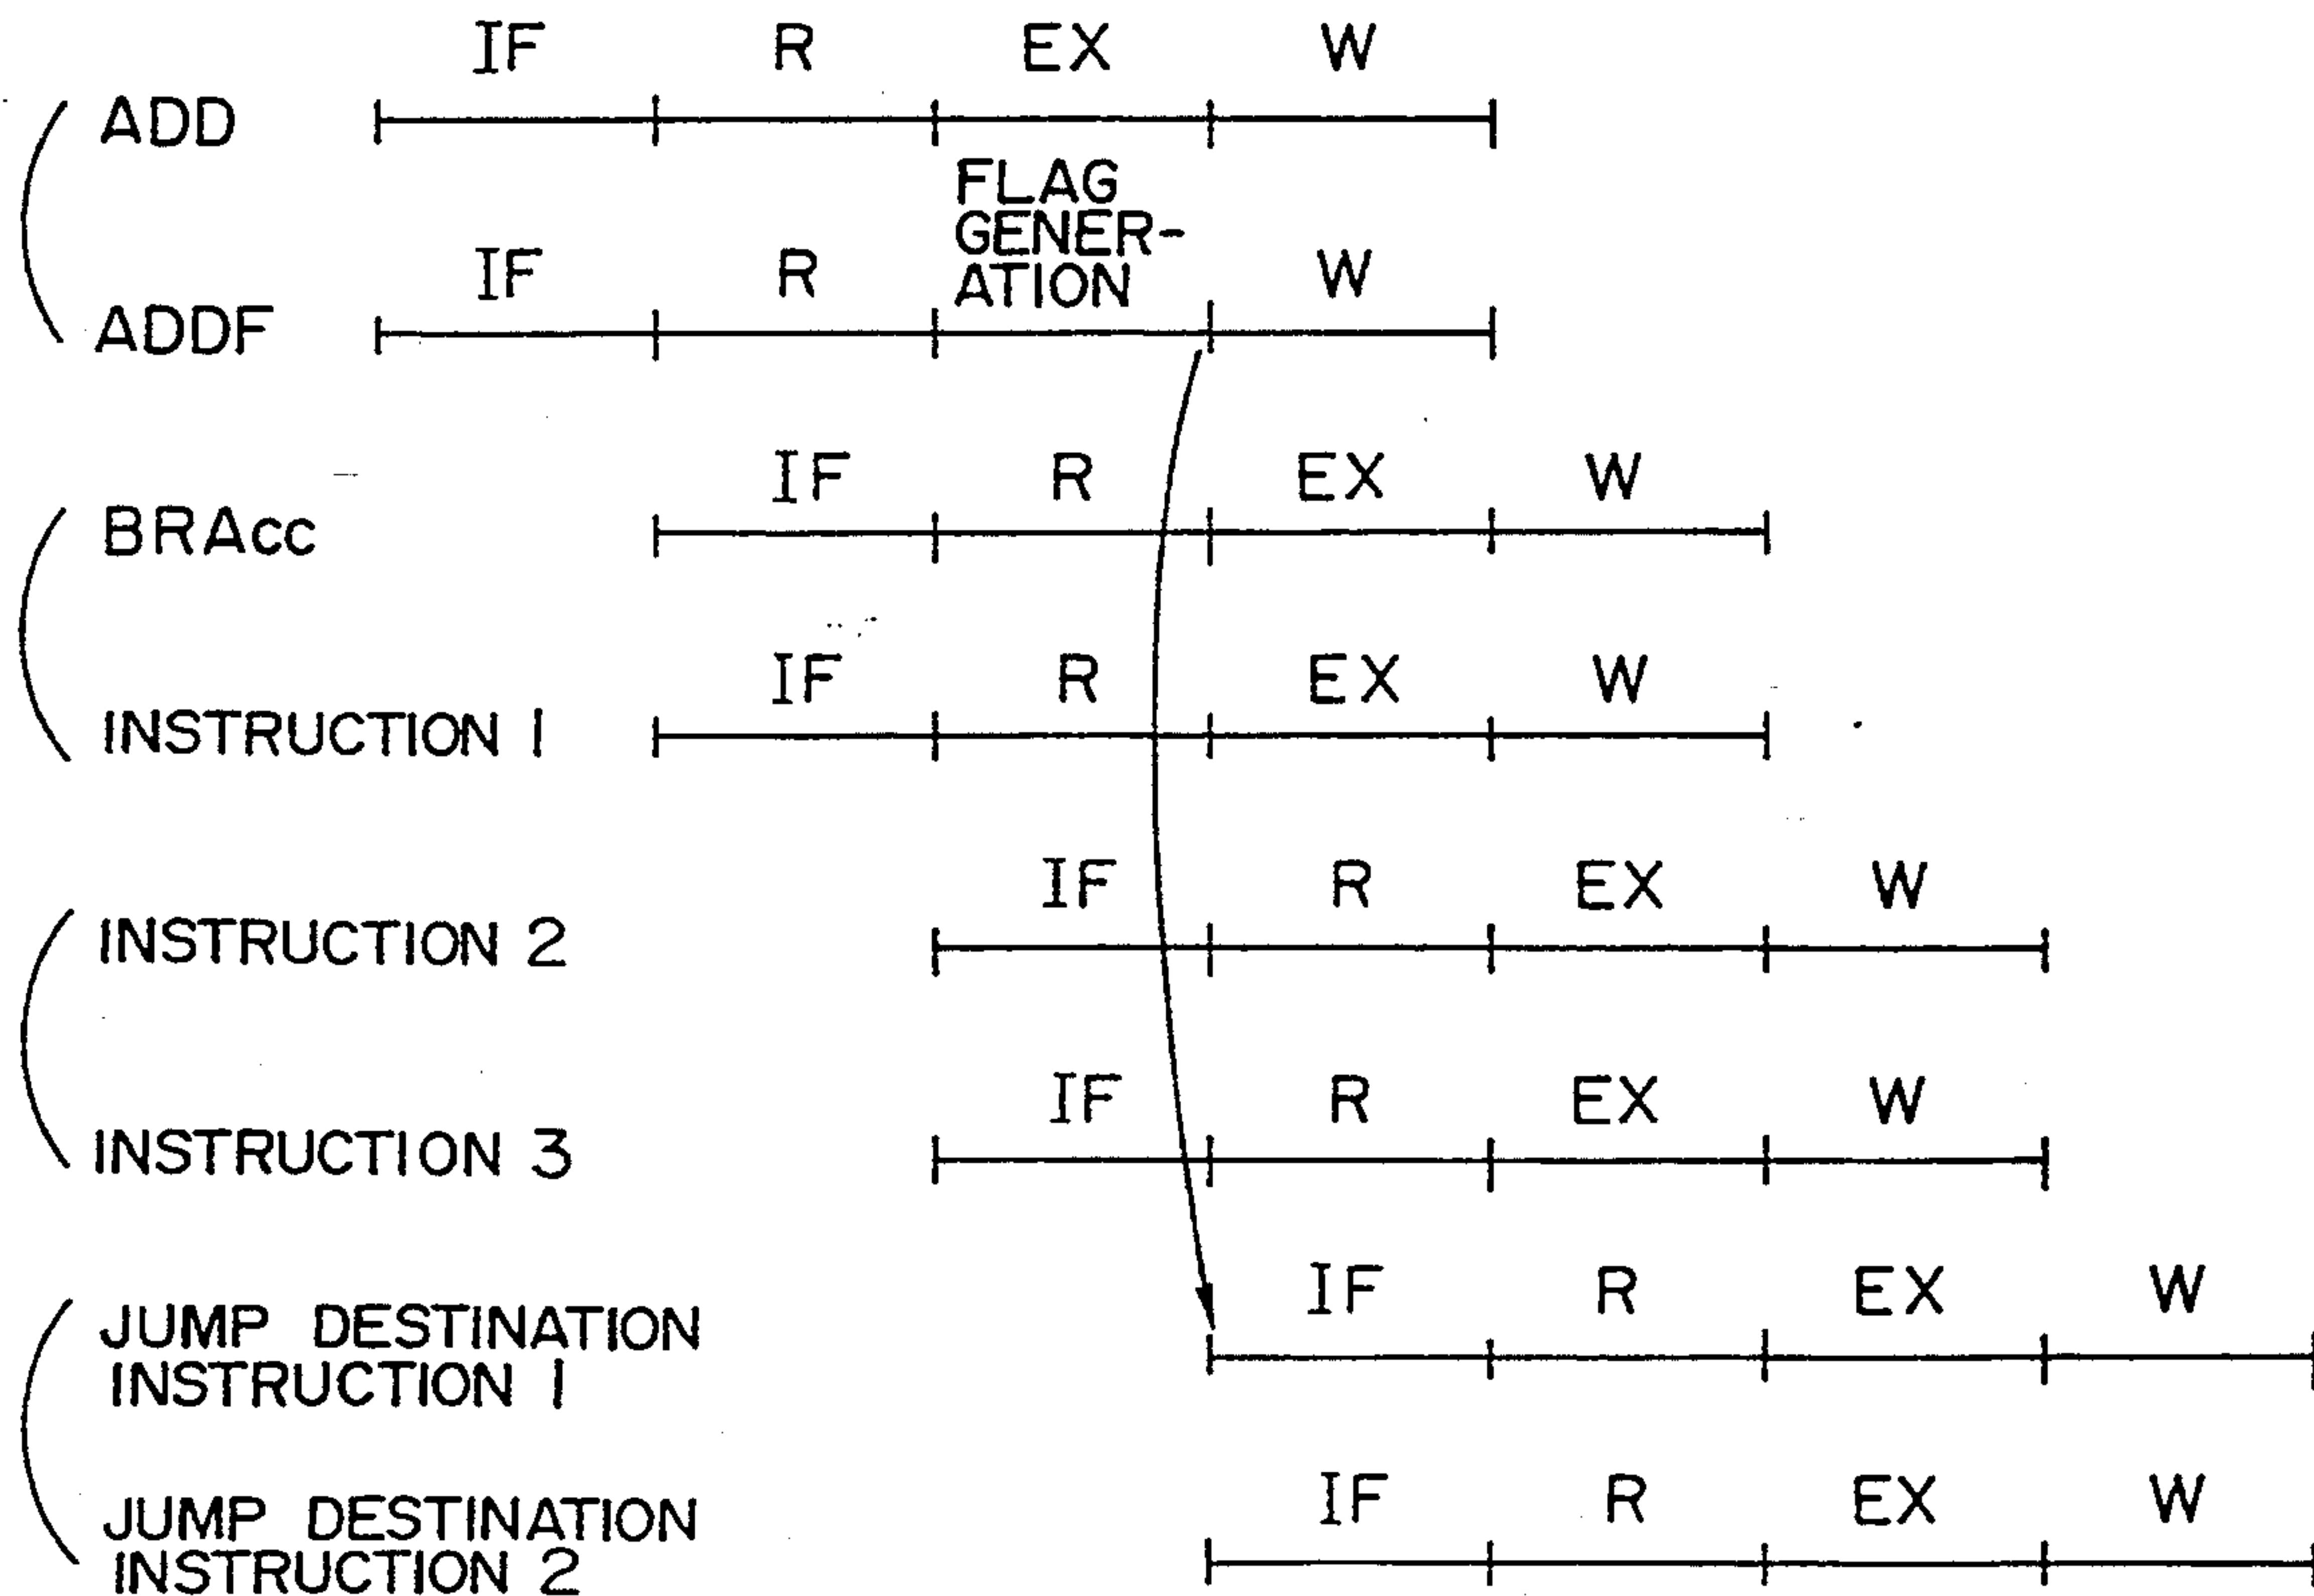 IF R EX W
ADD
FLAG
GENER-
IF R ATION W
ADDF
IF R EX W
BRAcc
IF R EX W
INSTRUCTION 1
IF R EX W
INSTRUCTION 2
IF R EX W
INSTRUCTION 3
IF R EX W
JUMP DESTINATION
INSTRUCTION 1
IF R EX W
JUMP DESTINATION
INSTRUCTION 2